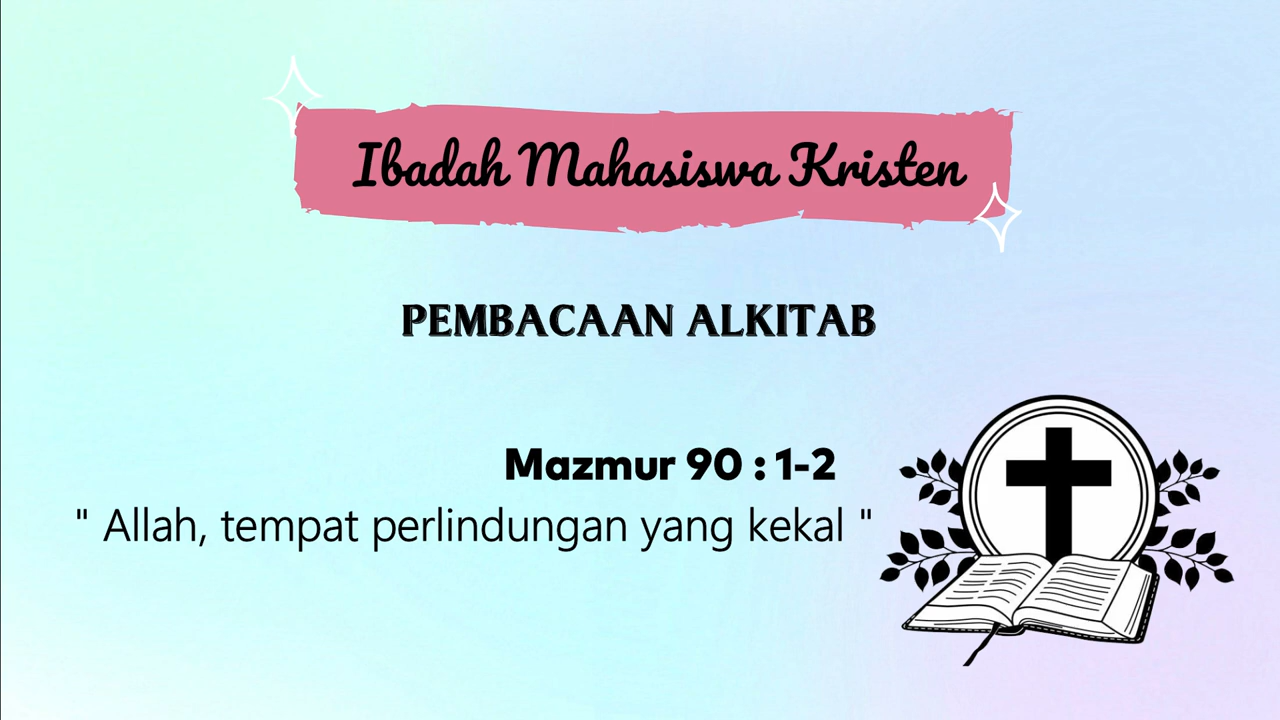 Ibadah Mahasiswa Kristen
PEMBACAAN ALKITAB
Mazmur 90 : 1-2
" Allah, tempat perlindungan yang kekal "